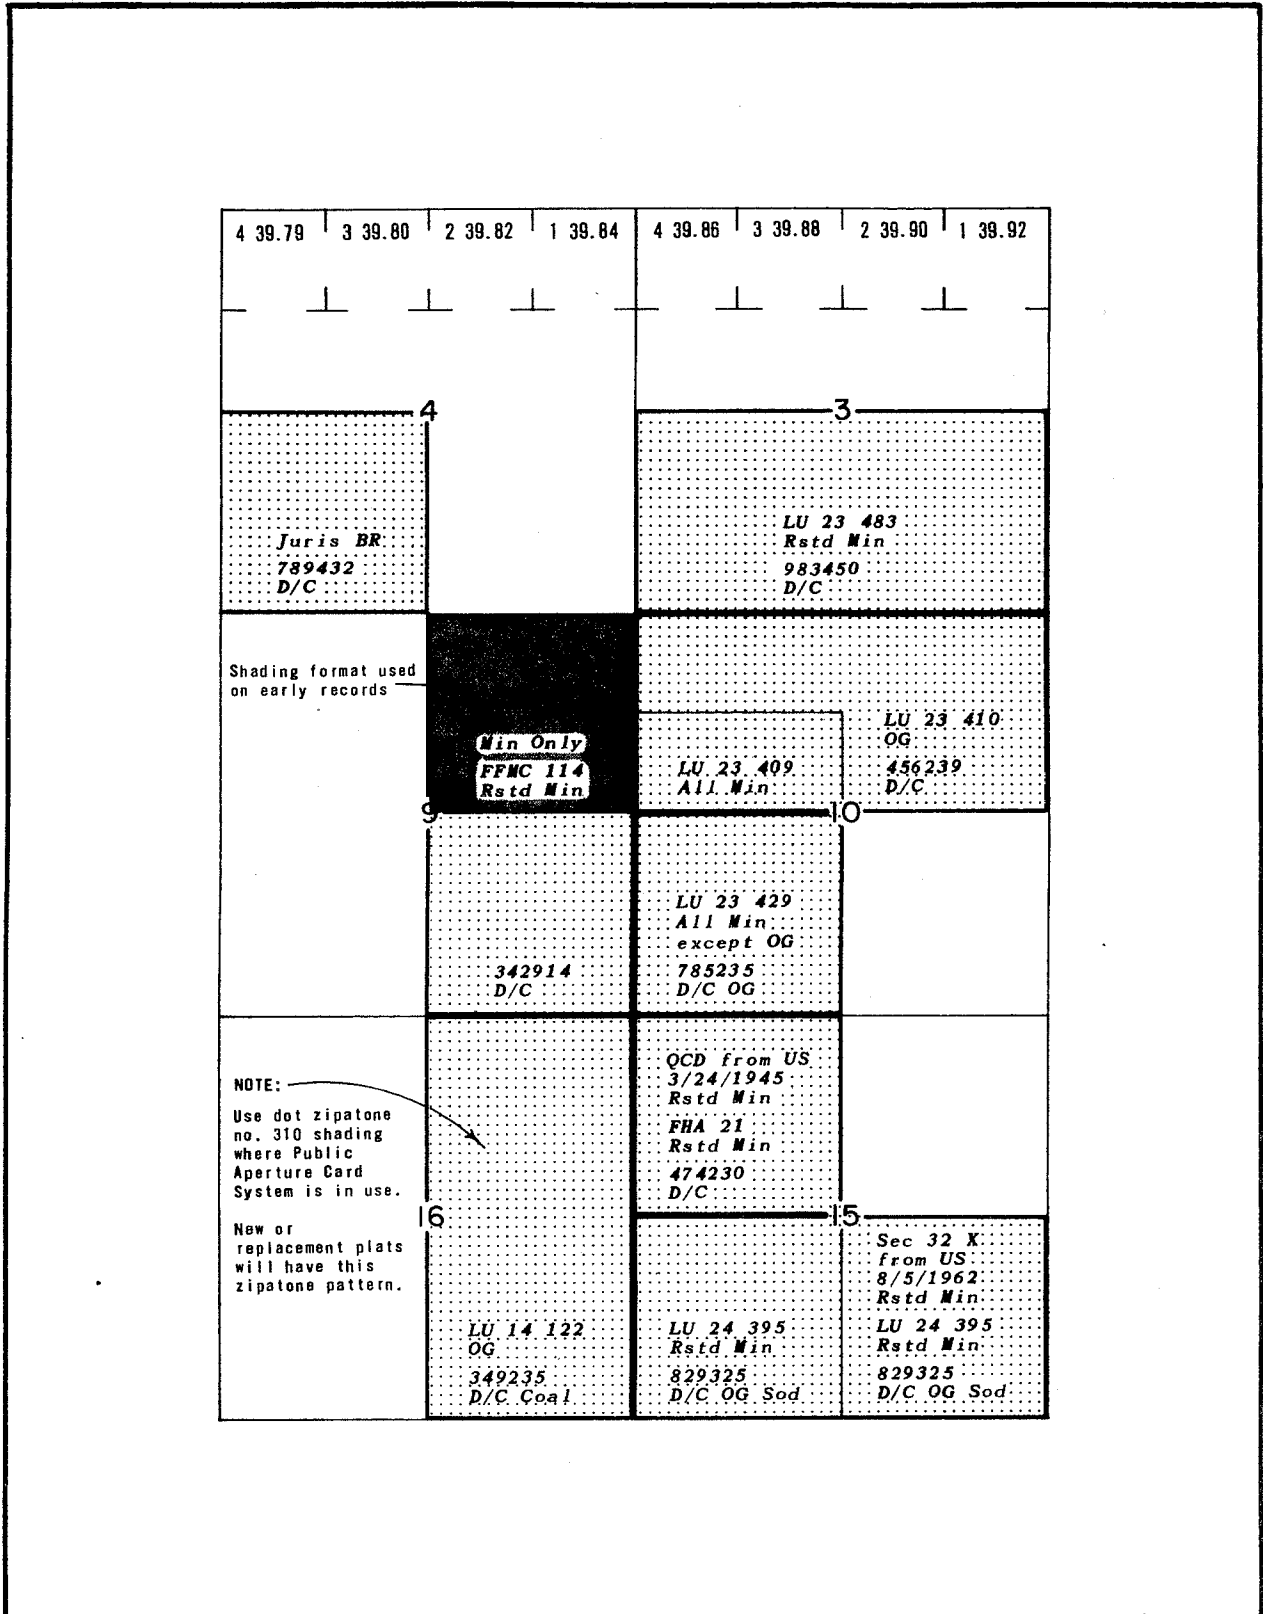 4 39.79 3 39.80 2 39.82 1 39.84 4 39.86 3 39.88 2 39.90 1 39.92
4
3
Juris BR
789432
D/C
LU 23 483
Rstd Min
983450
D/C
Shading format used
on early records
Min Only
FFMC 114
Rstd Min
LU 23 409
All Min
LU 23 410
OG
456239
D/C
9
10
342914
D/C
LU 23 429
All Min
except OG
785235
D/C OG
NOTE:
Use dot zipatone
no. 310 shading
where Public
Aperture Card
System is in use.
New or
replacement plats
will have this
zipatone pattern.
QCD from US
3/24/1945
Rstd Min
FHA 21
Rstd Min
474230
D/C
16
15
LU 14 122
OG
349235
D/C Coal
LU 24 395
Rstd Min
829325
D/C OG Sod
Sec 32 X
from US
8/5/1962
Rstd Min
LU 24 395
Rstd Min
829325
D/C OG Sod